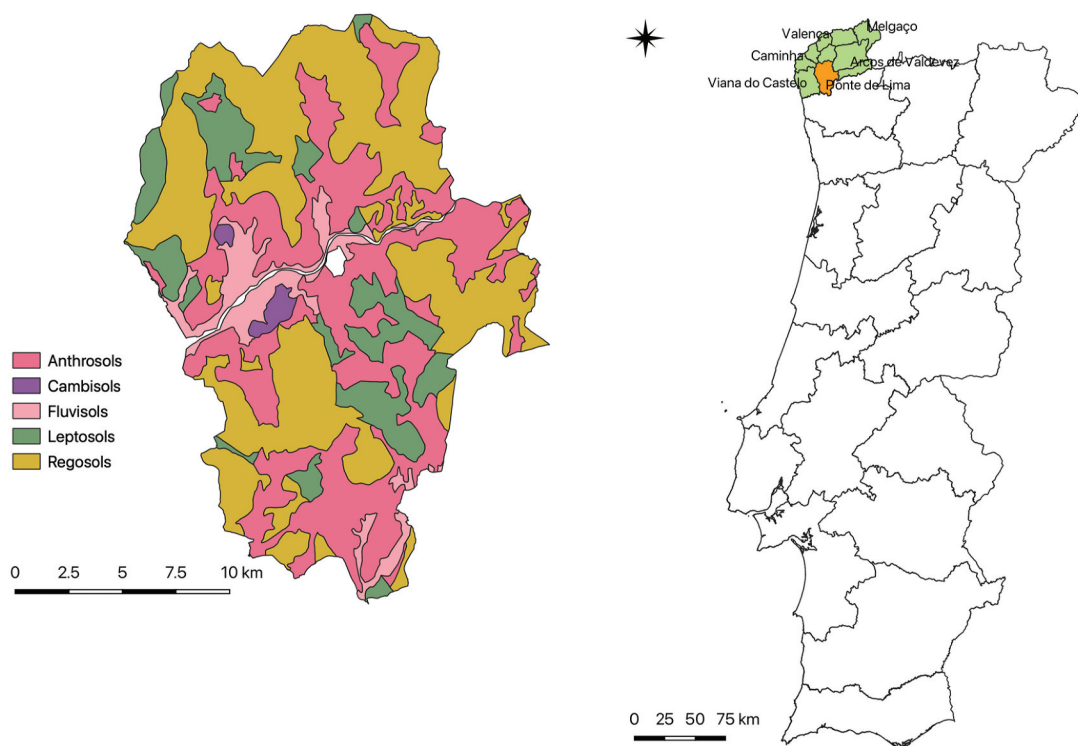 Anthrosols
Cambisols
Fluvisols
Leptosols
Regosols
0 2.5 5 7.5 10 km
Melgaço
Valença
Caminha
Arcos de Valdevez
Viana do Castelo
Ponte de Lima
0 25 50 75 km